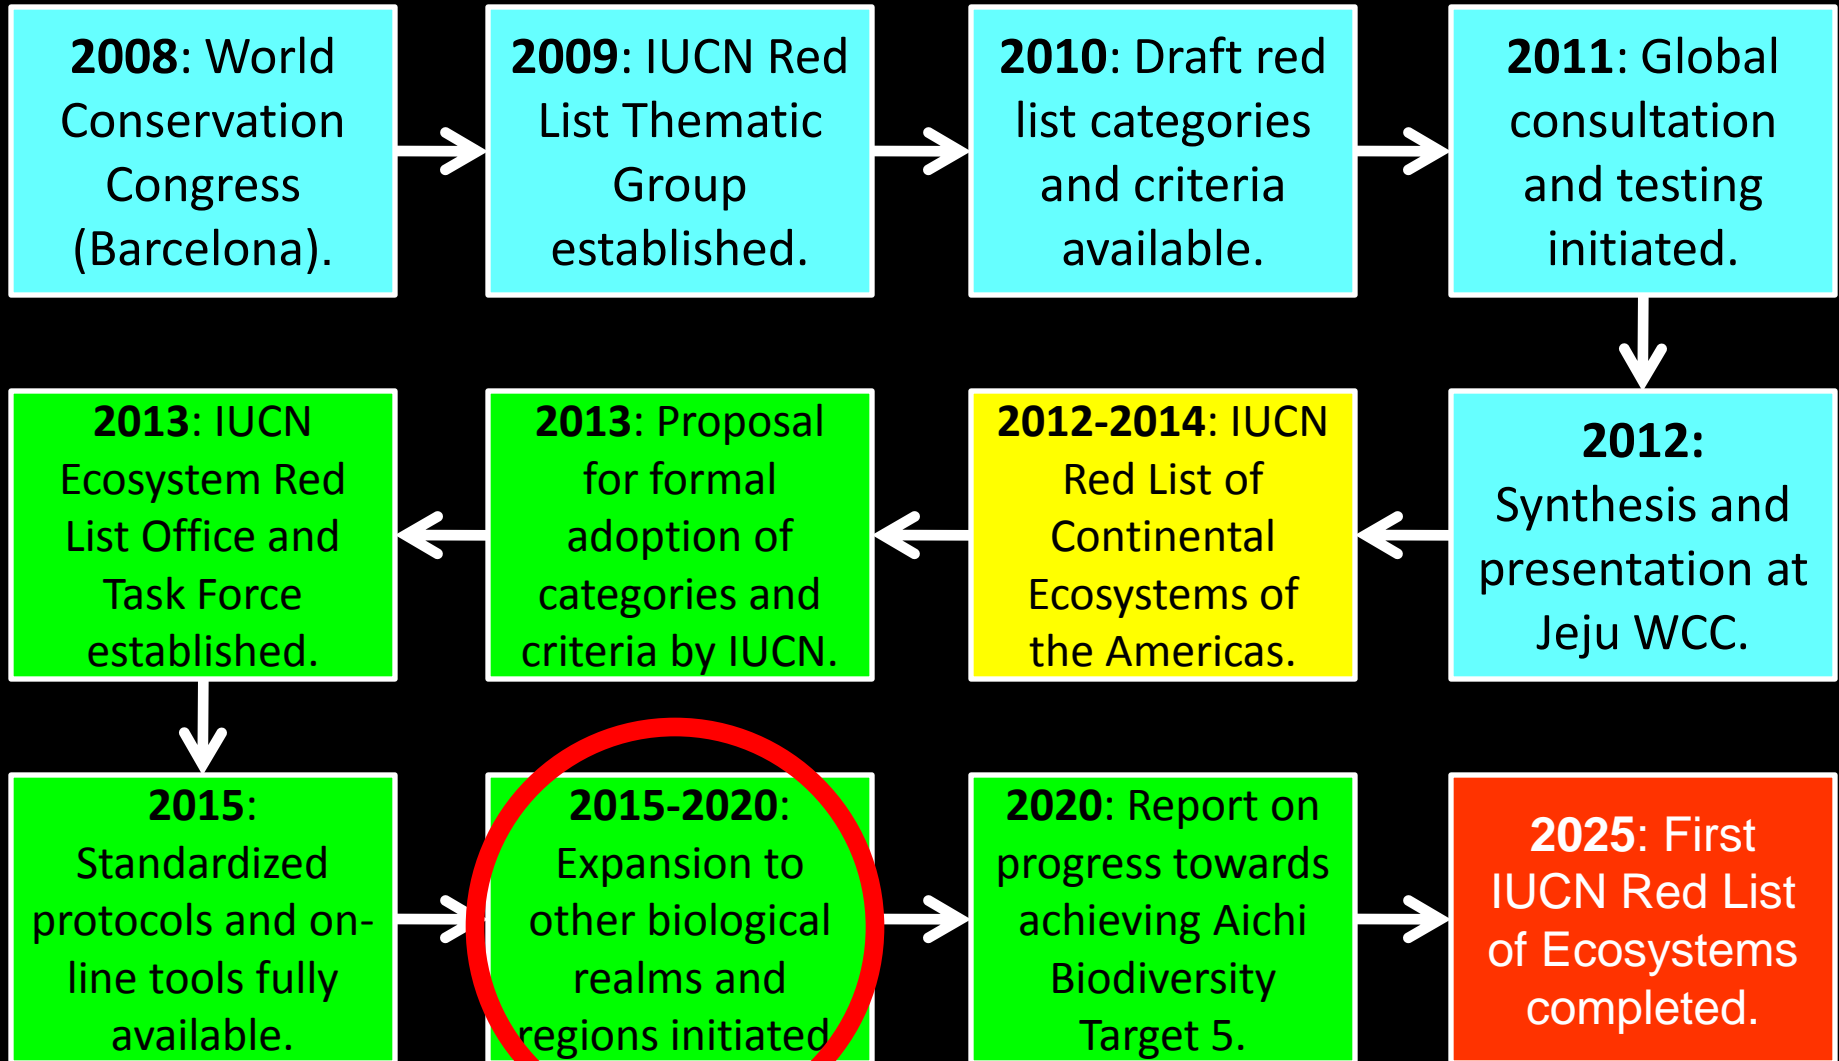 2008: World
Conservation
Congress
(Barcelona).
2009: IUCN Red
List Thematic
Group
established.
2010: Draft red
list categories
and criteria
available.
2011: Global
consultation
and testing
initiated.
2012:
Synthesis and
presentation at
Jeju WCC.
2012-2014: IUCN
Red List of
Continental
Ecosystems of
the Americas.
2013: Proposal
for formal
adoption of
categories and
criteria by IUCN.
2013: IUCN
Ecosystem Red
List Office and
Task Force
established.
2015:
Standardized
protocols and on-
line tools fully
available.
2015-2020:
Expansion to
other biological
realms and
regions initiated
2020: Report on
progress towards
achieving Aichi
Biodiversity
Target 5.
2025: First
IUCN Red List
of Ecosystems
completed.